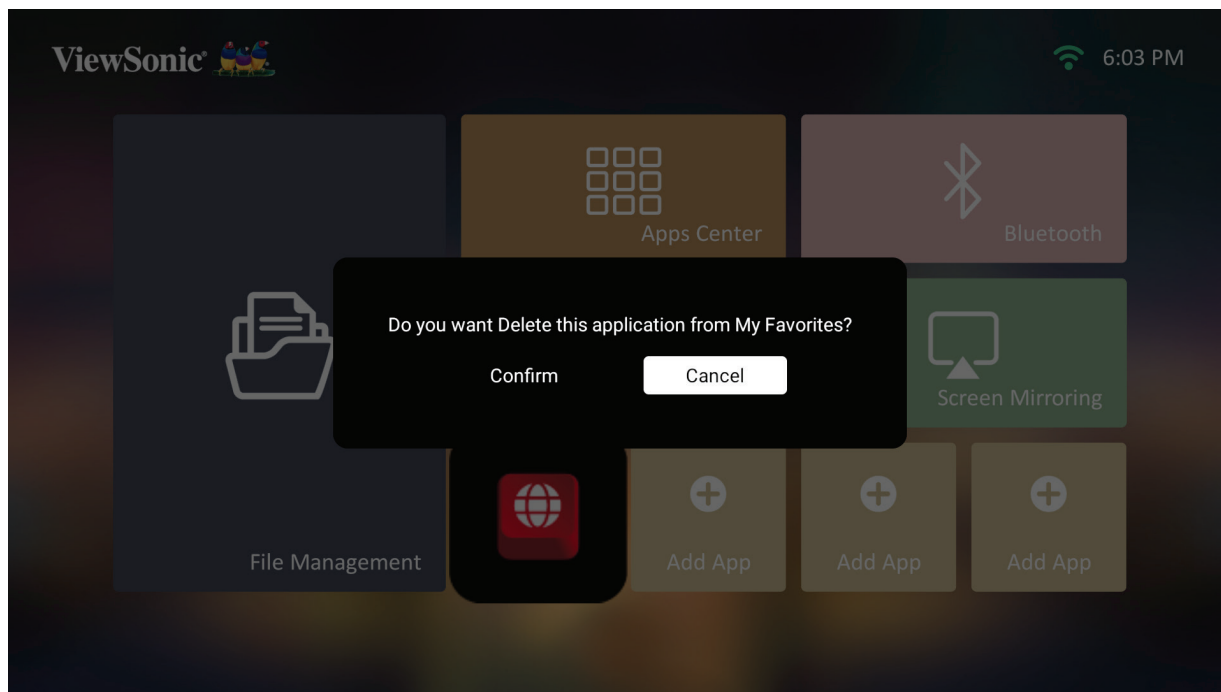 ViewSonic®
6:03 PM
Apps Center
Bluetooth
Do you want Delete this application from My Favorites?
Confirm
Cancel
Screen Mirroring
File Management
Add App
Add App
Add App